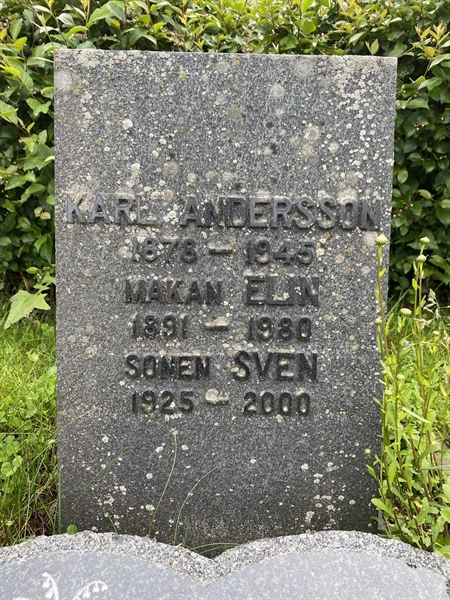 KARL ANDERSSON
1878 - 1945
MAKAN ELIN
1891 - 1980
SONEN SVEN
1925 - 2000